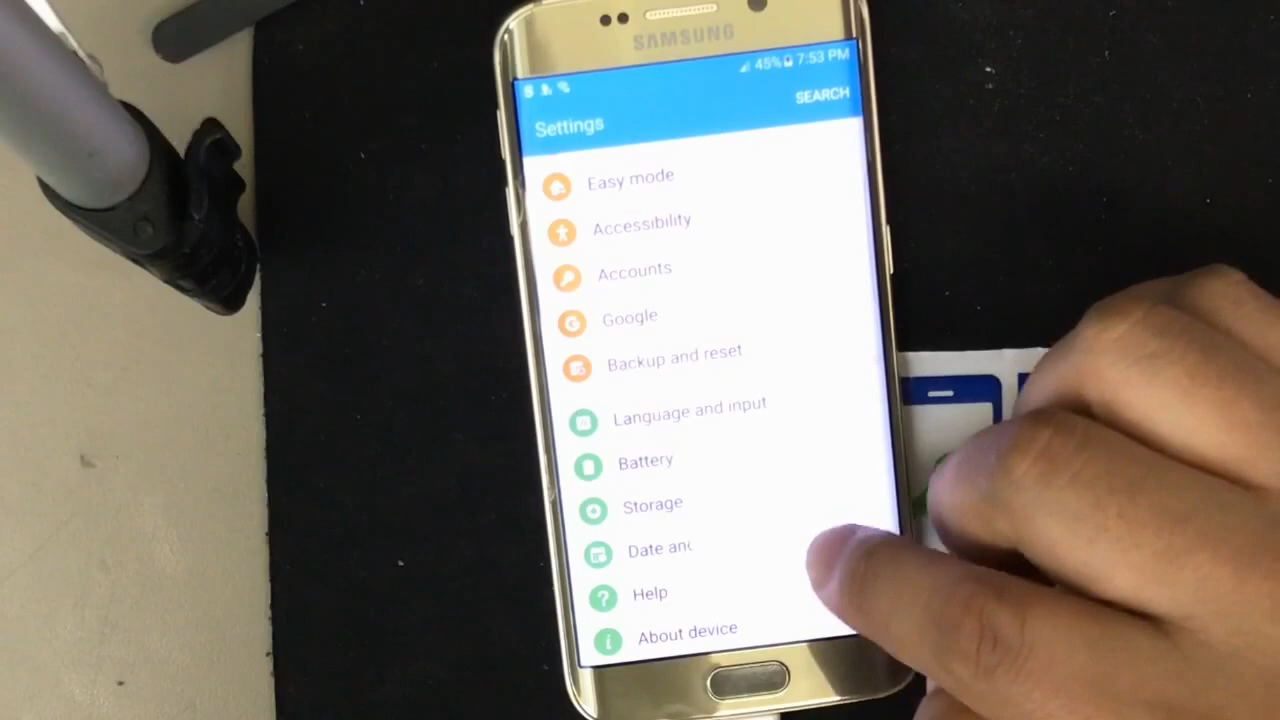 SAMSUNG
45% 7:53 PM
SEARCH
Settings
Easy mode
Accessibility
Accounts
Google
Backup and reset
Language and input
Battery
Storage
Date and
Help
About device